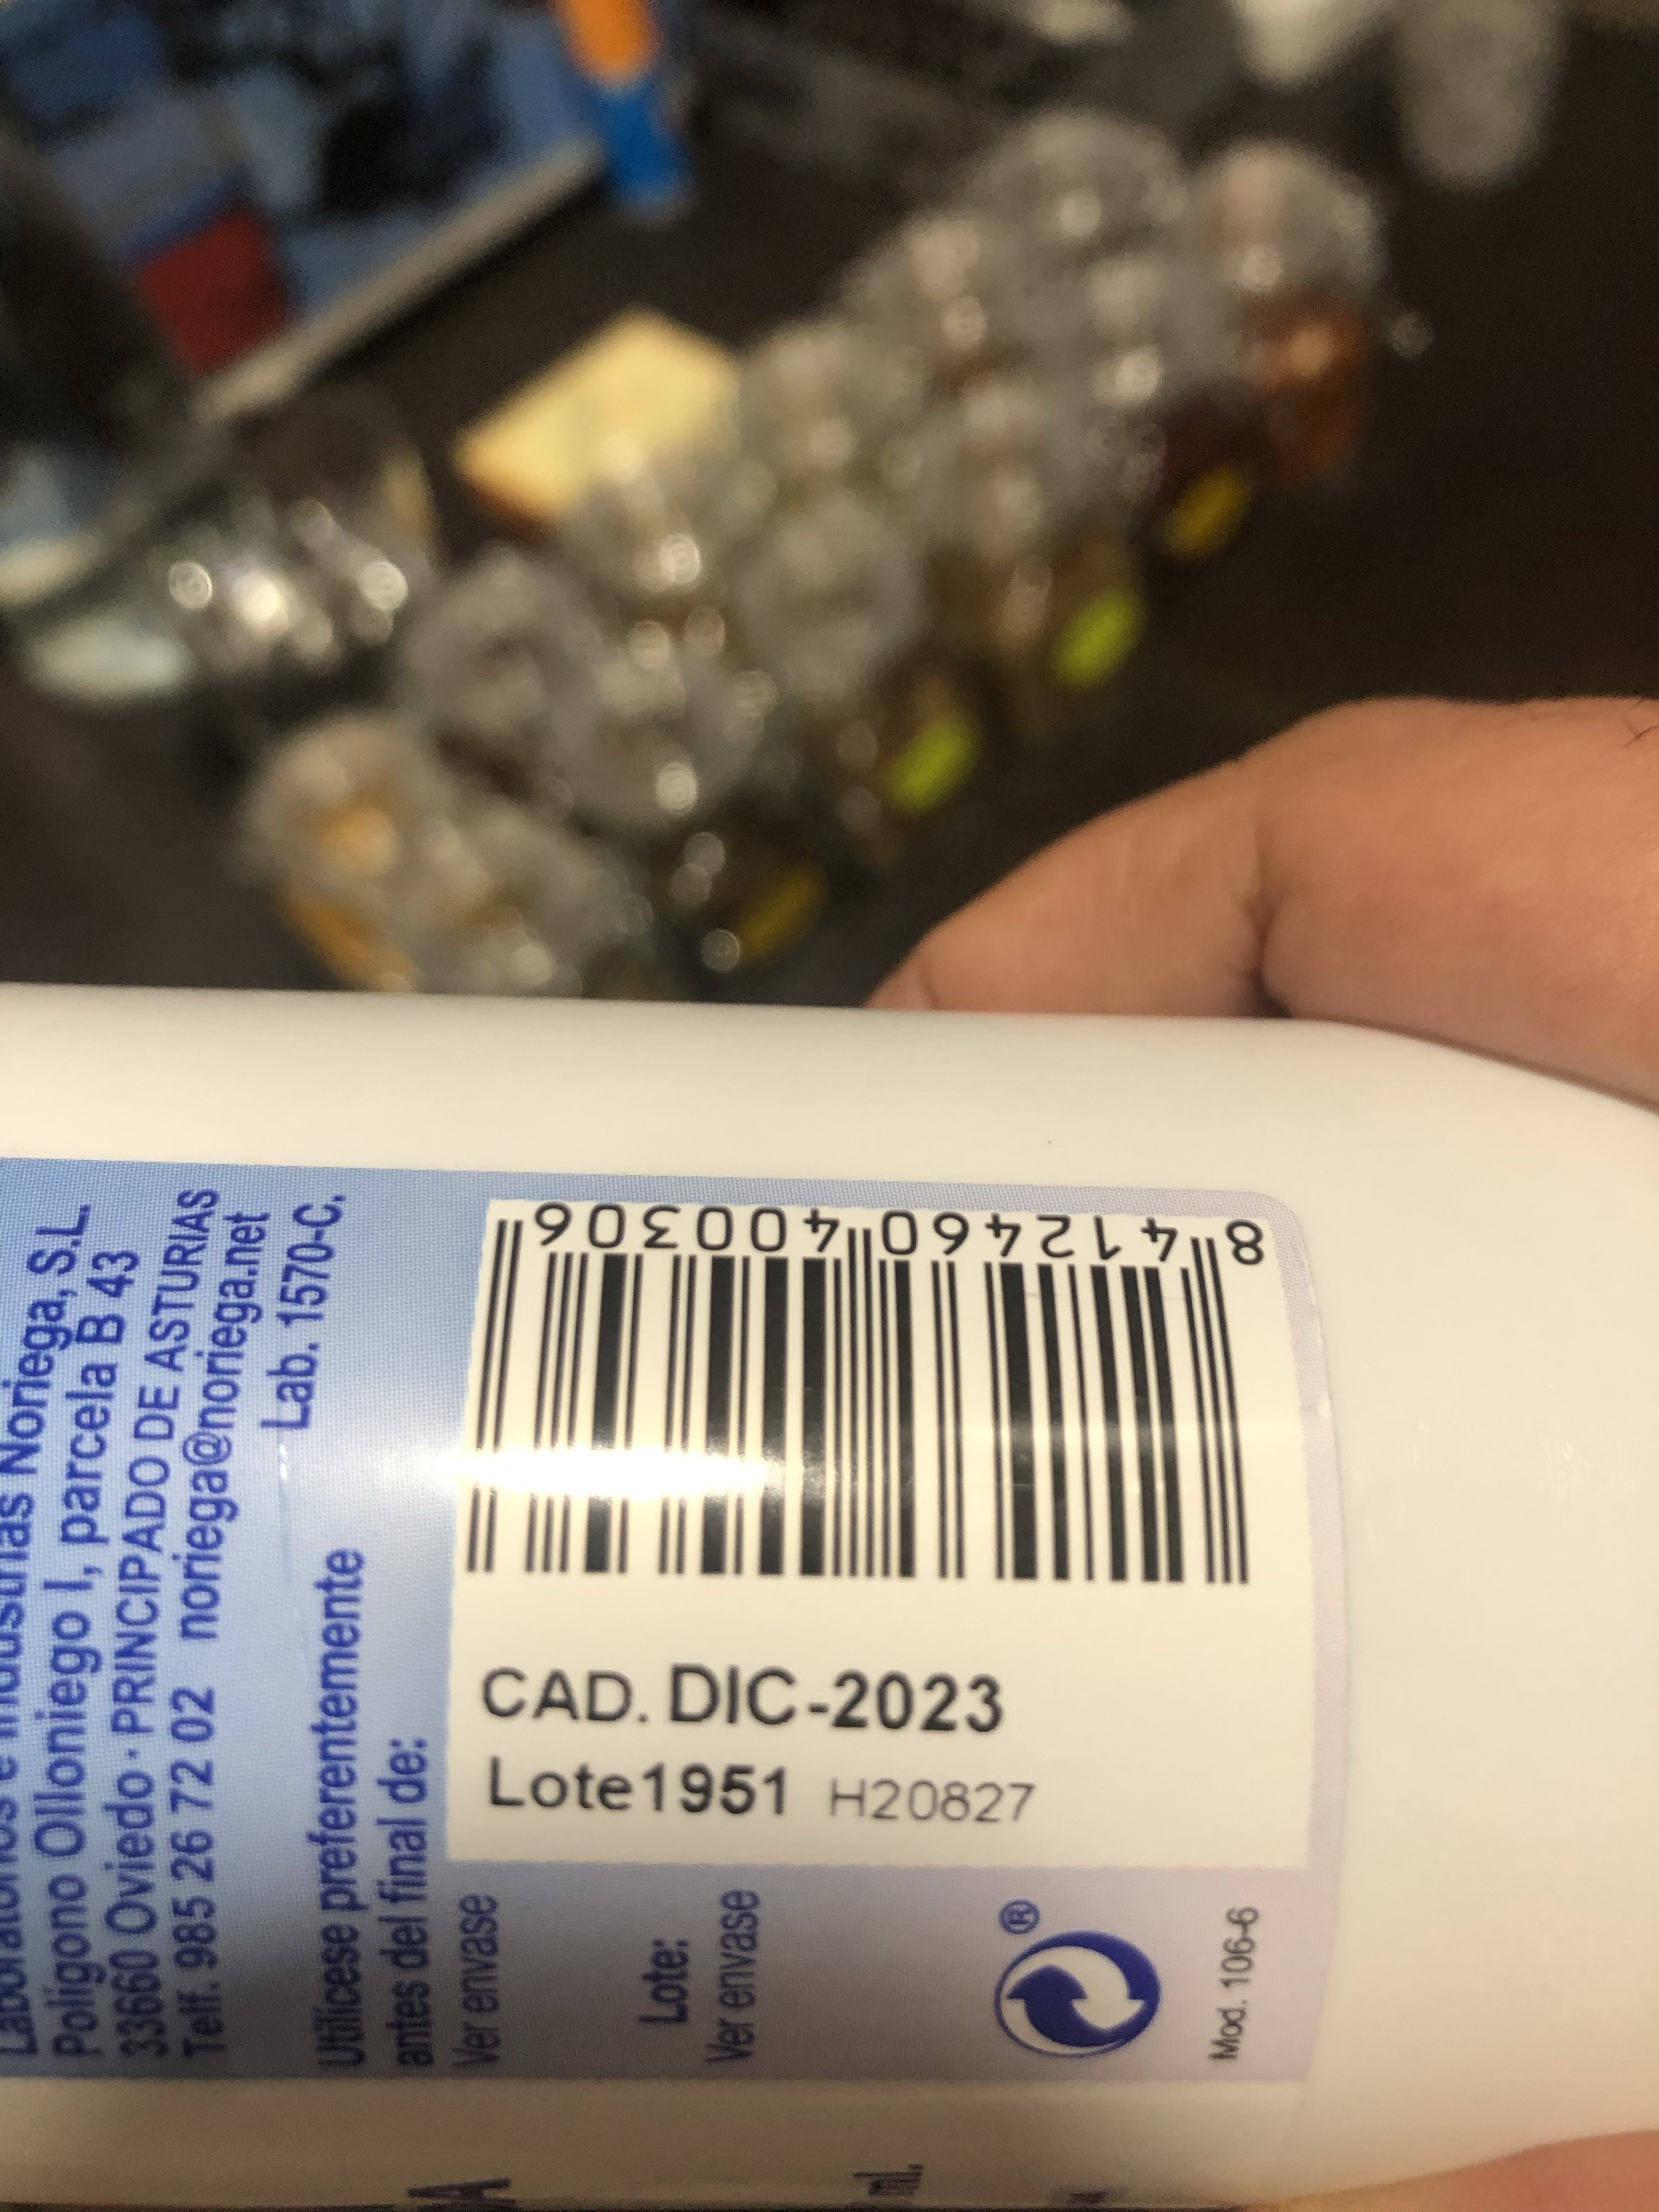 Laboratorios e Industrias Noriega, S.L.
Polígono Olloniego I, parcela B 43
33660 Oviedo · PRINCIPADO DE ASTURIAS
Telf. 985 26 72 02 noriega@noriega.net
Lab. 1570-C.
Utilícese preferentemente
antes del final de:
Ver envase
Lote:
Ver envase
8 412460 400306
CAD. DIC-2023
Lote1951 H20827
®
Mod. 106-6
ml.